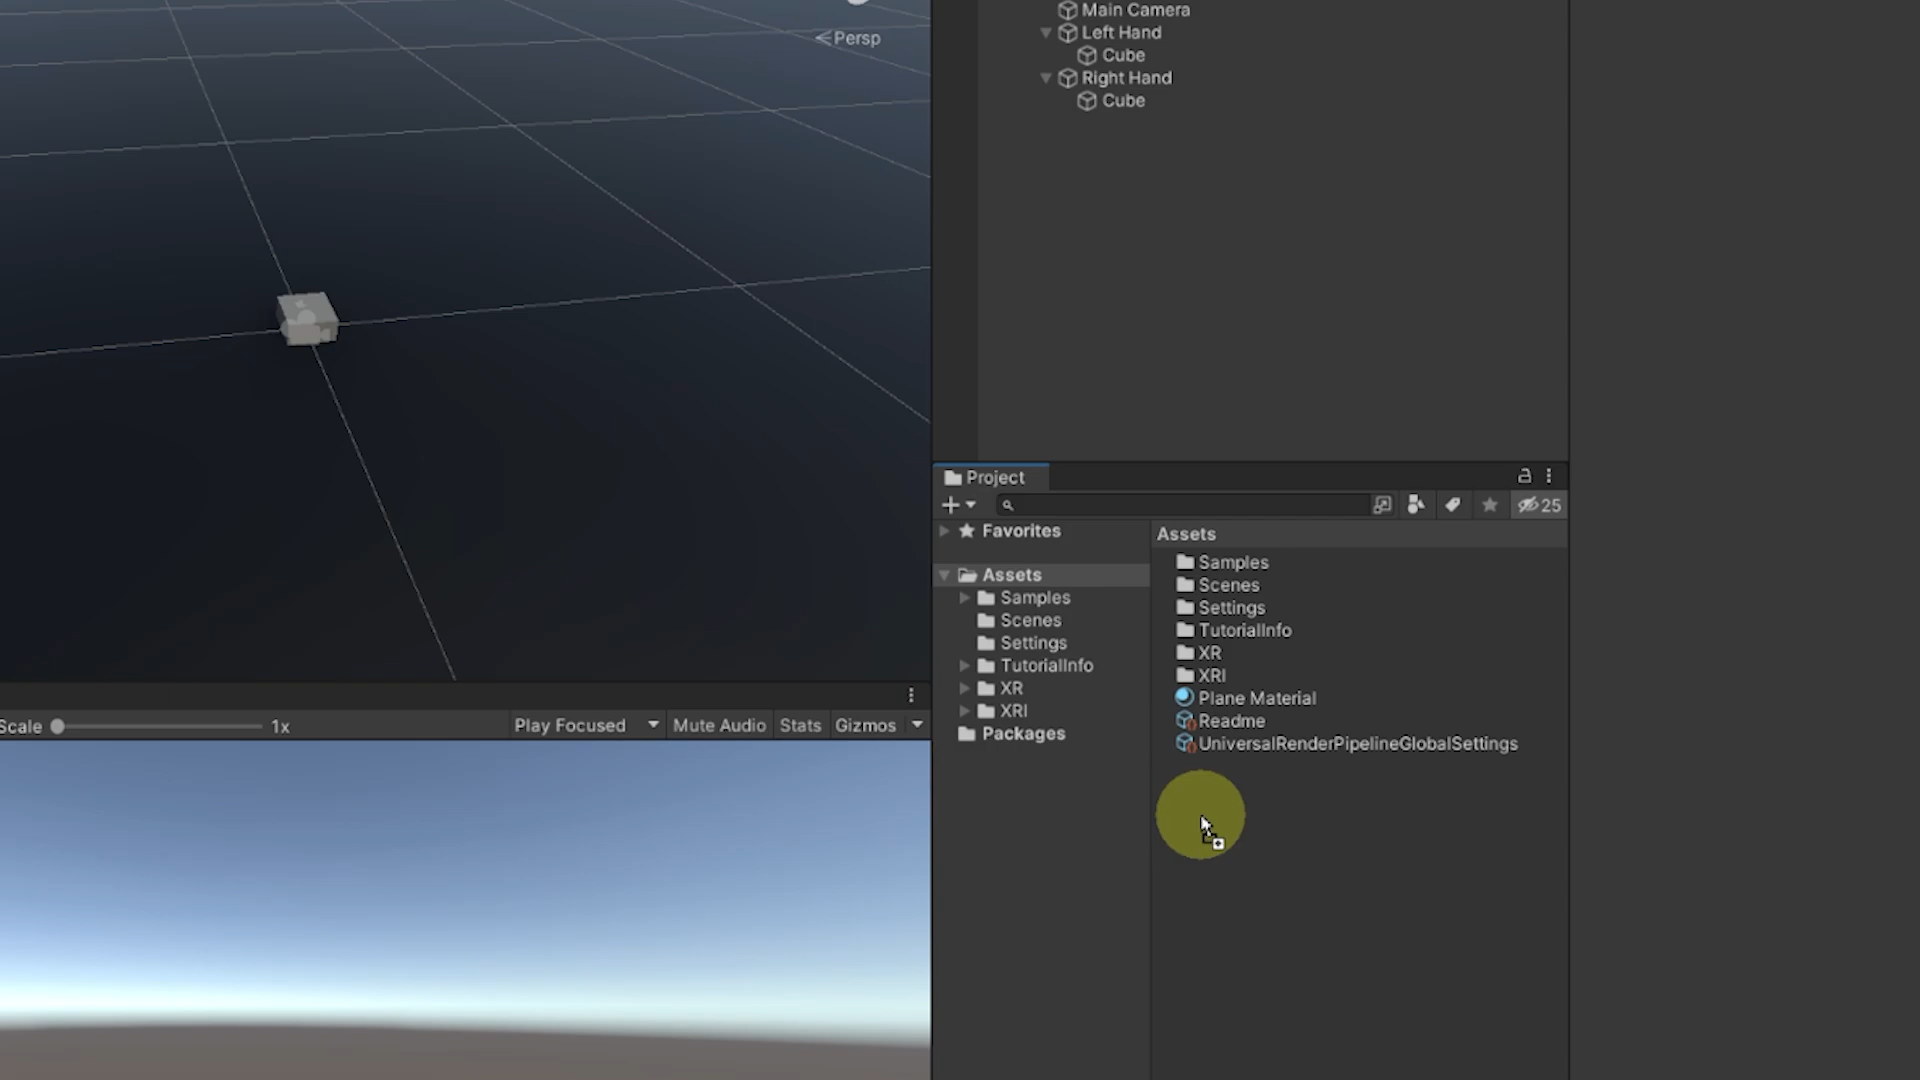 Persp
Main Camera
Left Hand
Cube
Right Hand
Cube
Project
25
Favorites
Assets
Samples
Scenes
Settings
TutorialInfo
XR
XRI
Packages
Assets
Samples
Scenes
Settings
TutorialInfo
XR
XRI
Plane Material
Readme
UniversalRenderPipelineGlobalSettings
Scale 1x Play Focused Mute Audio Stats Gizmos